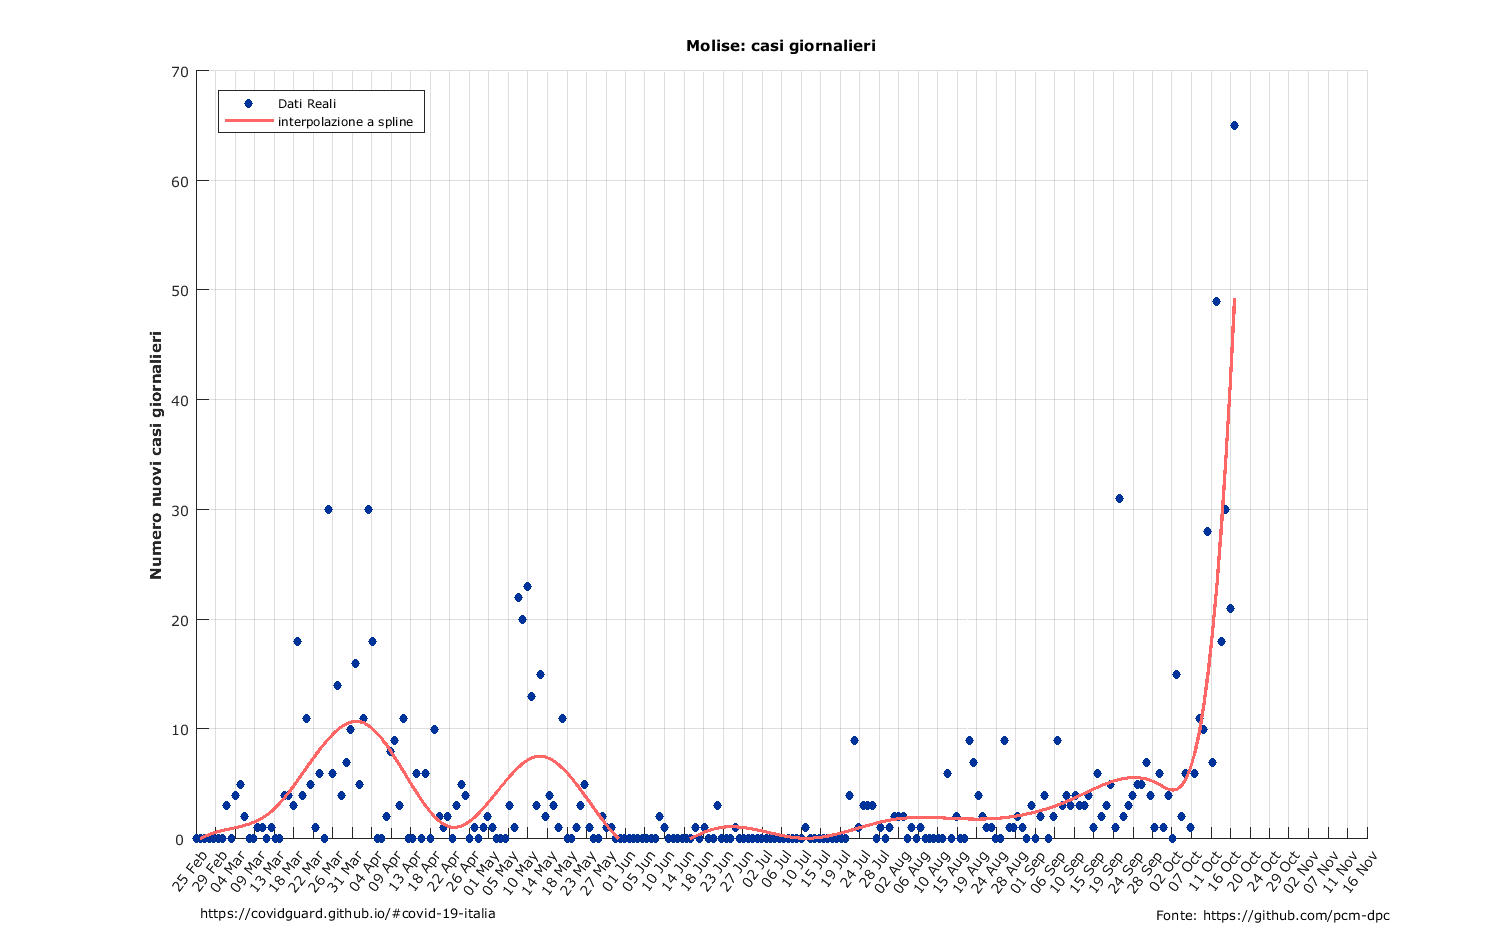 Molise: casi giornalieri
Dati Reali
interpolazione a spline
Numero nuovi casi giornalieri
70
60
50
40
30
20
10
0
25 Feb
29 Feb
04 Mar
09 Mar
13 Mar
18 Mar
22 Mar
26 Mar
31 Mar
04 Apr
09 Apr
13 Apr
18 Apr
22 Apr
26 Apr
01 May
05 May
10 May
14 May
18 May
23 May
27 May
01 Jun
05 Jun
10 Jun
14 Jun
18 Jun
23 Jun
27 Jun
02 Jul
06 Jul
10 Jul
15 Jul
19 Jul
24 Jul
28 Jul
02 Aug
06 Aug
10 Aug
15 Aug
19 Aug
24 Aug
28 Aug
01 Sep
06 Sep
10 Sep
15 Sep
19 Sep
24 Sep
28 Sep
02 Oct
07 Oct
11 Oct
16 Oct
20 Oct
24 Oct
29 Oct
02 Nov
07 Nov
11 Nov
16 Nov
https://covidguard.github.io/#covid-19-italia
Fonte: https://github.com/pcm-dpc